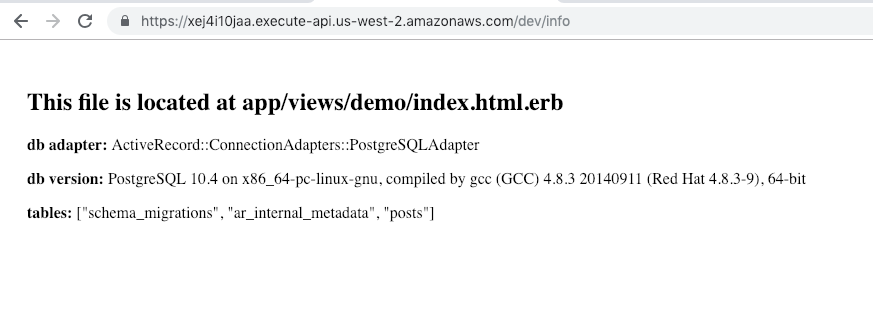 https://xej4i10jaa.execute-api.us-west-2.amazonaws.com/dev/info
This file is located at app/views/demo/index.html.erb
db adapter: ActiveRecord::ConnectionAdapters::PostgreSQLAdapter
db version: PostgreSQL 10.4 on x86_64-pc-linux-gnu, compiled by gcc (GCC) 4.8.3 20140911 (Red Hat 4.8.3-9), 64-bit
tables: ["schema_migrations", "ar_internal_metadata", "posts"]